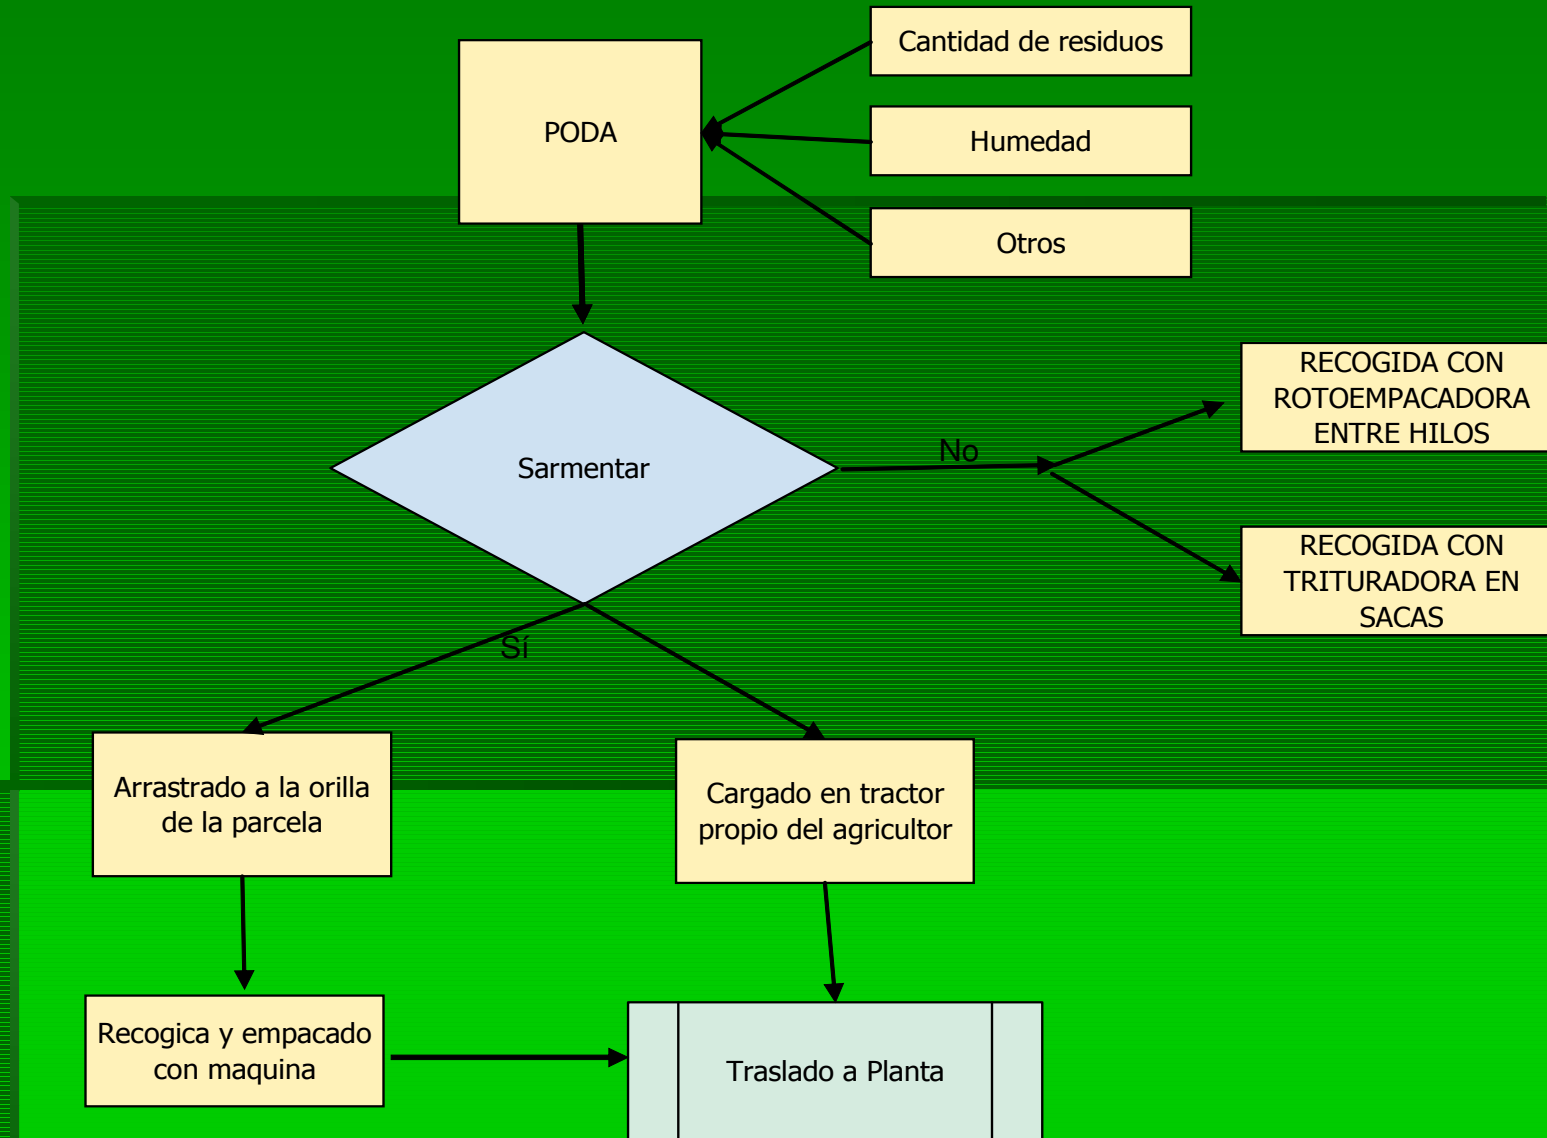 Cantidad de residuos
PODA
Humedad
Otros
RECOGIDA CON
ROTOEMPACADORA
ENTRE HILOS
No
Sarmentar
RECOGIDA CON
TRITURADORA EN
SACAS
Sí
Arrastrado a la orilla
de la parcela
Cargado en tractor
propio del agricultor
Recogica y empacado
con maquina
Traslado a Planta